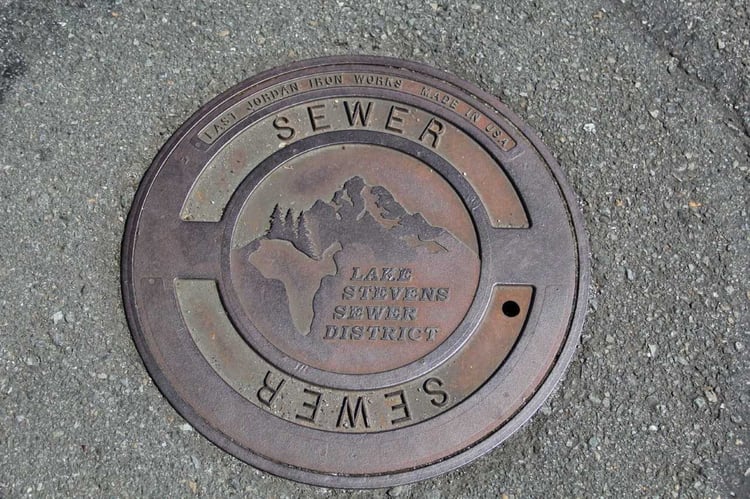 EAST JORDAN IRON WORKS MADE IN USA
SEWER
LAKE
STEVENS
SEWER
DISTRICT
SEWER